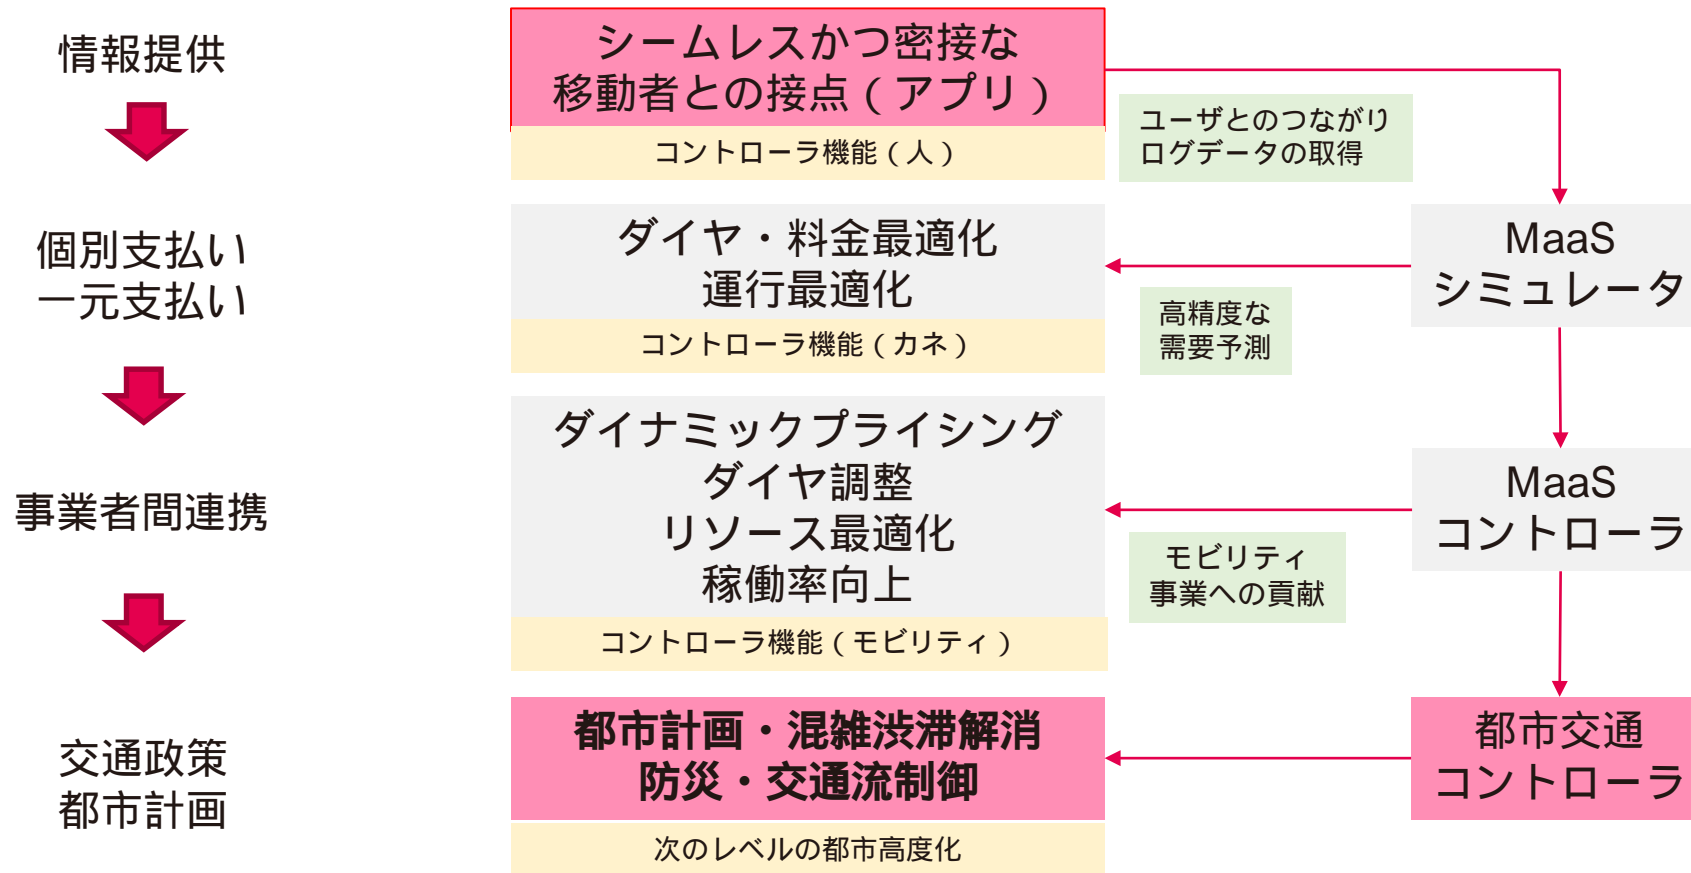 情報提供
シームレスかつ密接な
移動者との接点（アプリ）
コントローラ機能（人）
ユーザとのつながり
ログデータの取得
個別支払い
一元支払い
ダイヤ・料金最適化
運行最適化
コントローラ機能（カネ）
高精度な
需要予測
MaaS
シミュレータ
事業者間連携
ダイナミックプライシング
ダイヤ調整
リソース最適化
稼働率向上
コントローラ機能（モビリティ）
モビリティ
事業への貢献
MaaS
コントローラ
交通政策
都市計画
都市計画・混雑渋滞解消
防災・交通流制御
次のレベルの都市高度化
都市交通
コントローラ